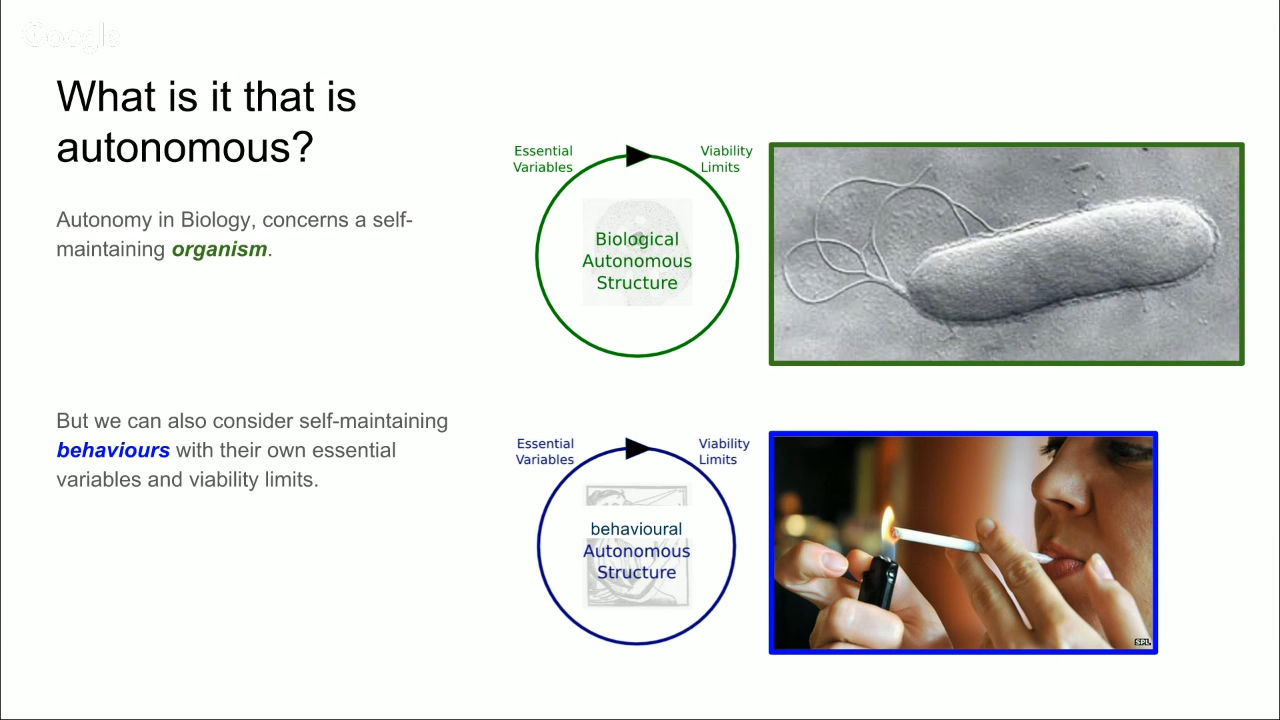 Google
What is it that is
autonomous?
Autonomy in Biology, concerns a self-
maintaining organism.
Essential
Variables
Viability
Limits
Biological
Autonomous
Structure
But we can also consider self-maintaining
behaviours with their own essential
variables and viability limits.
Essential
Variables
Viability
Limits
behavioural
Autonomous
Structure
SPL